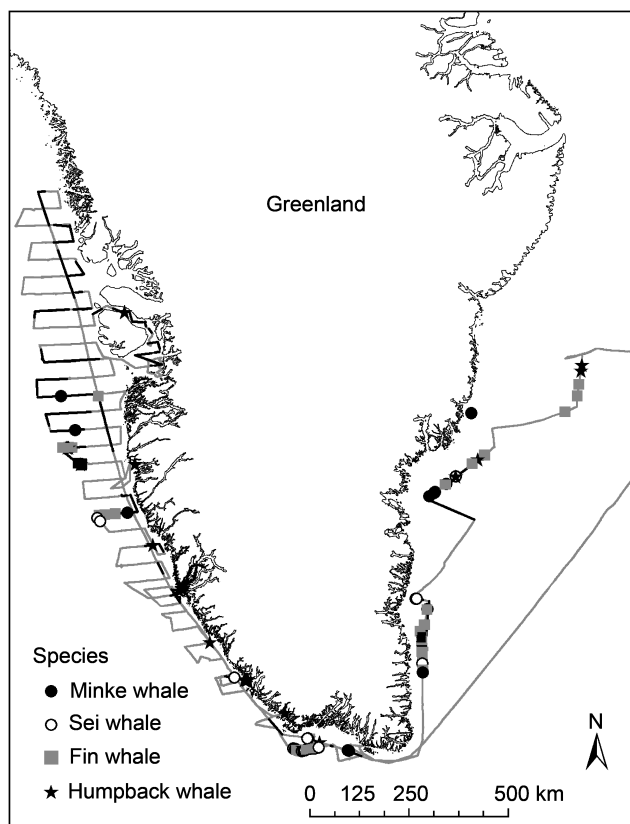 Greenland
Species
Minke whale
Sei whale
Fin whale
Humpback whale
N
0 125 250 500 km